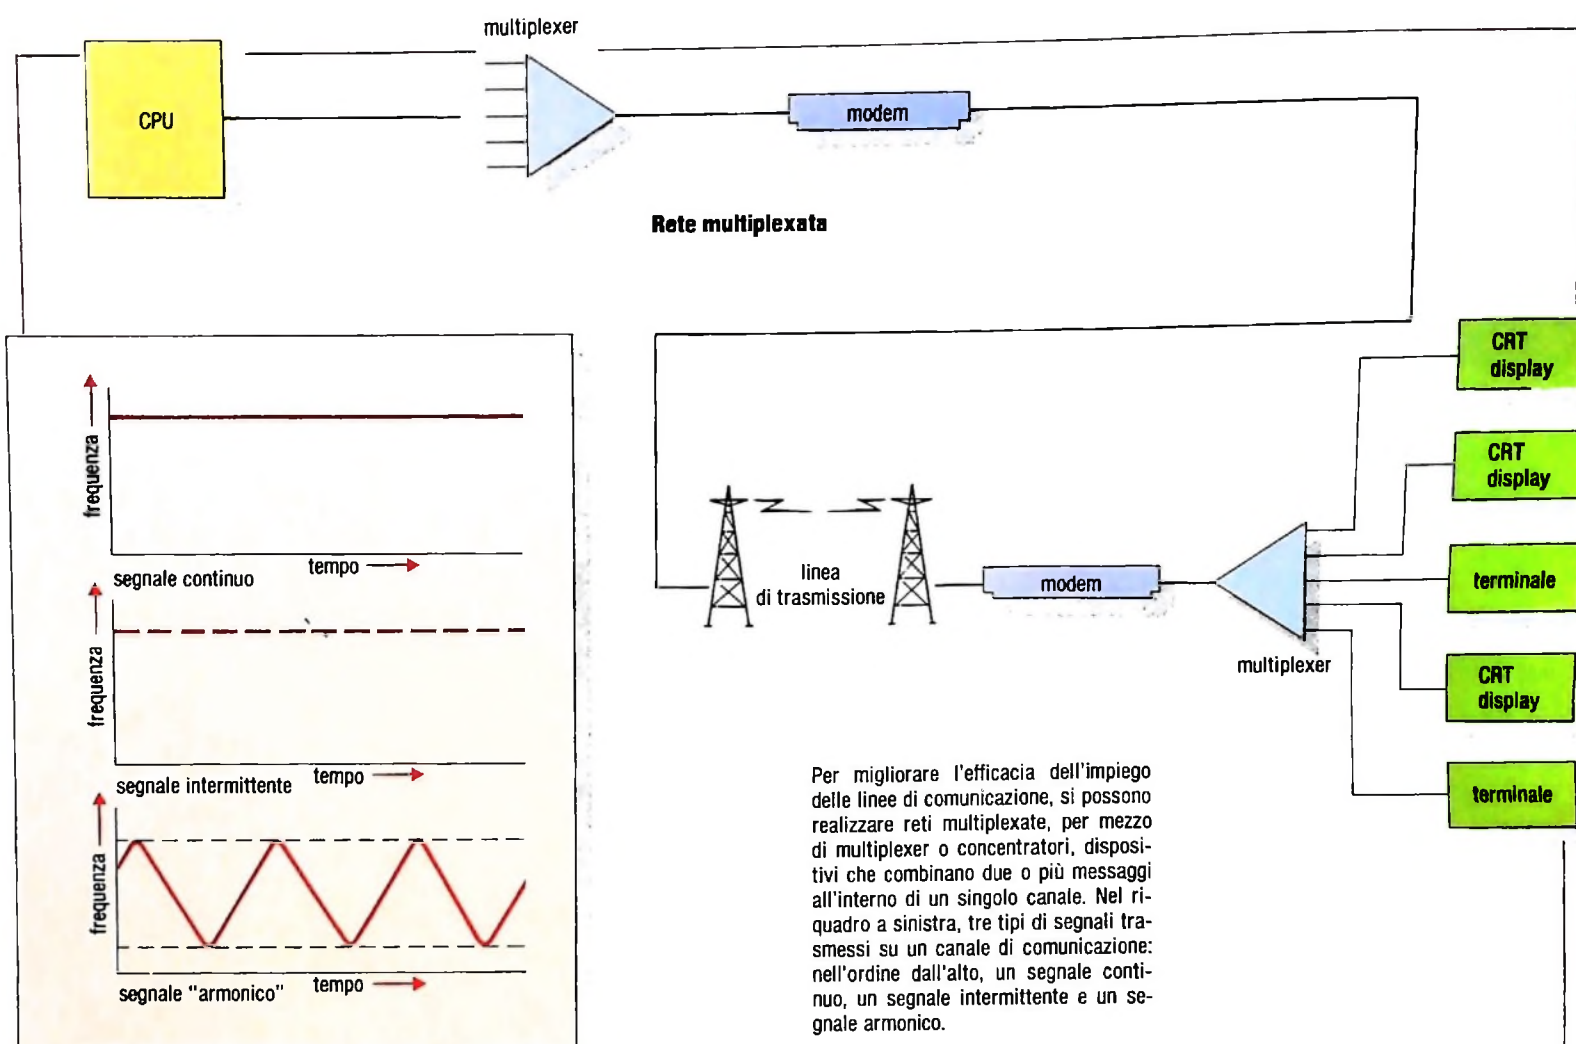 multiplexer
CPU
modem
Rete multiplexata
CRT
display
CRT
display
terminale
CRT
display
terminale
linea
di trasmissione
modem
multiplexer
frequenza
segnale continuo
tempo
frequenza
segnale intermittente
tempo
frequenza
segnale "armonico"
tempo
Per migliorare l'efficacia dell'impiego
delle linee di comunicazione, si possono
realizzare reti multiplexate, per mezzo
di multiplexer o concentratori, disposi-
tivi che combinano due o più messaggi
all'interno di un singolo canale. Nel ri-
quadro a sinistra, tre tipi di segnali tra-
smessi su un canale di comunicazione:
nell'ordine dall'alto, un segnale conti-
nuo, un segnale intermittente e un se-
gnale armonico.